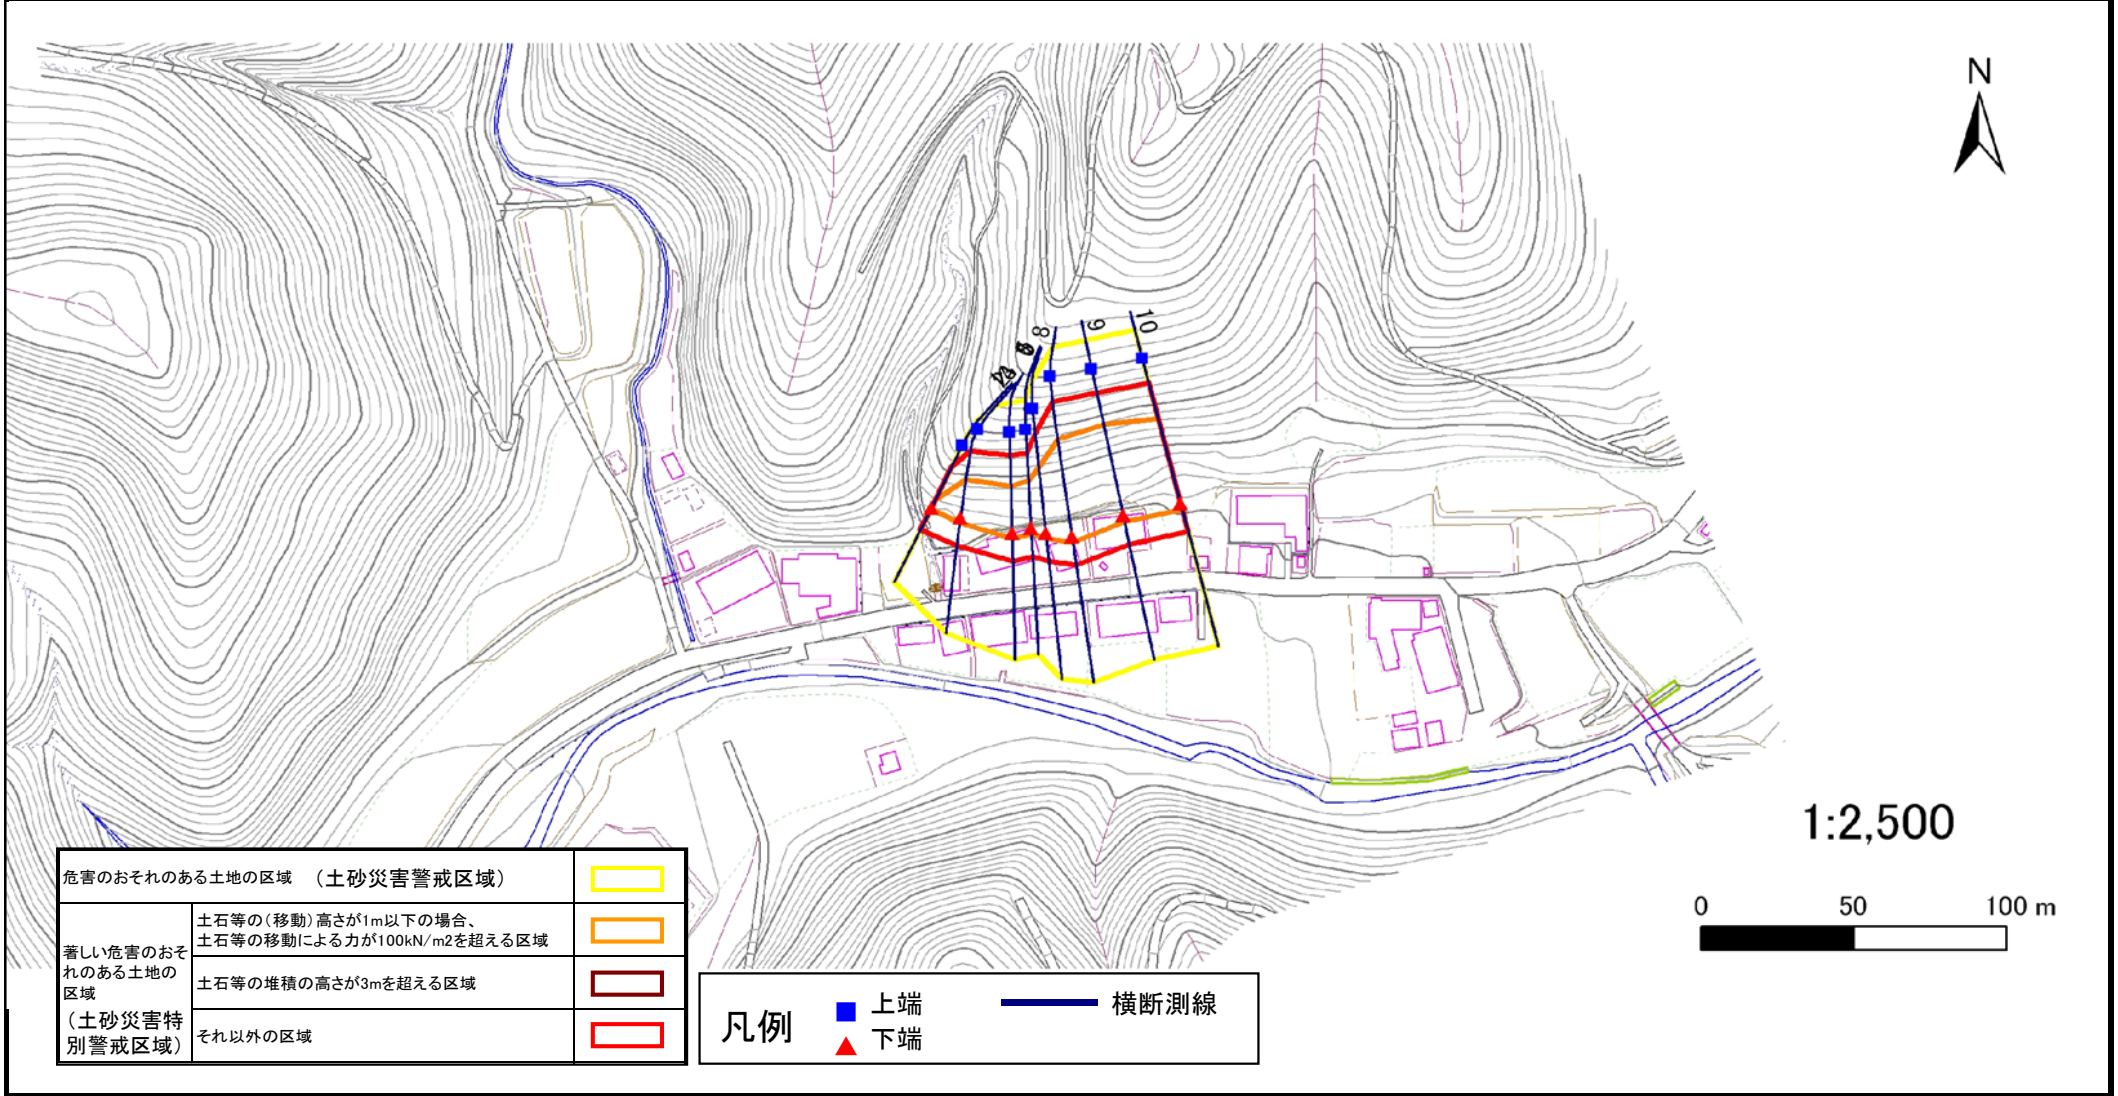 N
10
9
8
1:2,500
0 50 100 m
危害のおそれのある土地の区域 （土砂災害警戒区域）
著しい危害のおそ
れのある土地の
区域
（土砂災害特
別警戒区域）
土石等の（移動）高さが1m以下の場合、
土石等の移動による力が100kN/m2を超える区域
土石等の堆積の高さが3mを超える区域
それ以外の区域
凡例
上端
下端
横断測線